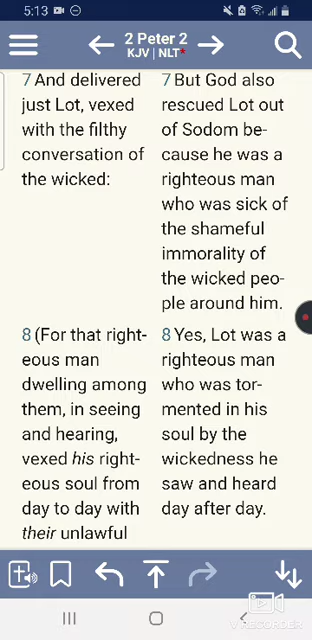 5:13
2 Peter 2
KJV | NLT*
7 And delivered
just Lot, vexed
with the filthy
conversation of
the wicked:
7 But God also
rescued Lot out
of Sodom be-
cause he was a
righteous man
who was sick of
the shameful
immorality of
the wicked peo-
ple around him.
8 (For that right-
eous man
dwelling among
them, in seeing
and hearing,
vexed his right-
eous soul from
day to day with
their unlawful
8 Yes, Lot was a
righteous man
who was tor-
mented in his
soul by the
wickedness he
saw and heard
day after day.
V RECORDER